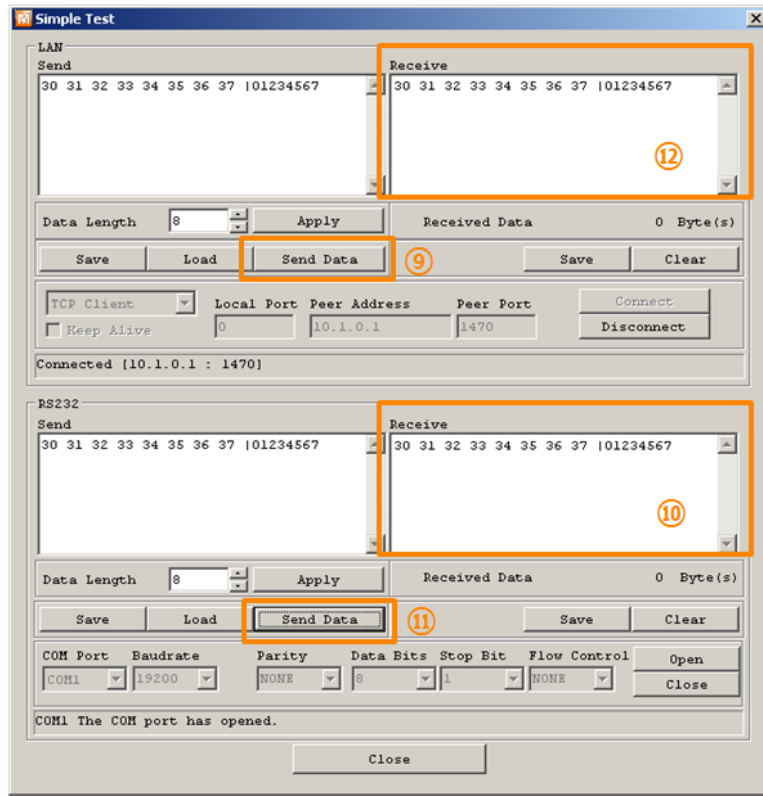 Simple Test
LAN
Send Receive
30 31 32 33 34 35 36 37 |01234567 30 31 32 33 34 35 36 37 |01234567
⑫
Data Length 8 Apply Received Data 0 Byte(s)
Save Load Send Data ⑨ Save Clear
TCP Client Local Port Peer Address Peer Port Connect
Keep Alive 0 10.1.0.1 1470 Disconnect
Connected [10.1.0.1 : 1470]
RS232
Send Receive
30 31 32 33 34 35 36 37 |01234567 30 31 32 33 34 35 36 37 |01234567
⑩
Data Length 8 Apply Received Data 0 Byte(s)
Save Load Send Data ⑪ Save Clear
COM Port Baudrate Parity Data Bits Stop Bit Flow Control Open
COM1 19200 NONE 8 1 NONE Close
COM1 The COM port has opened.
Close